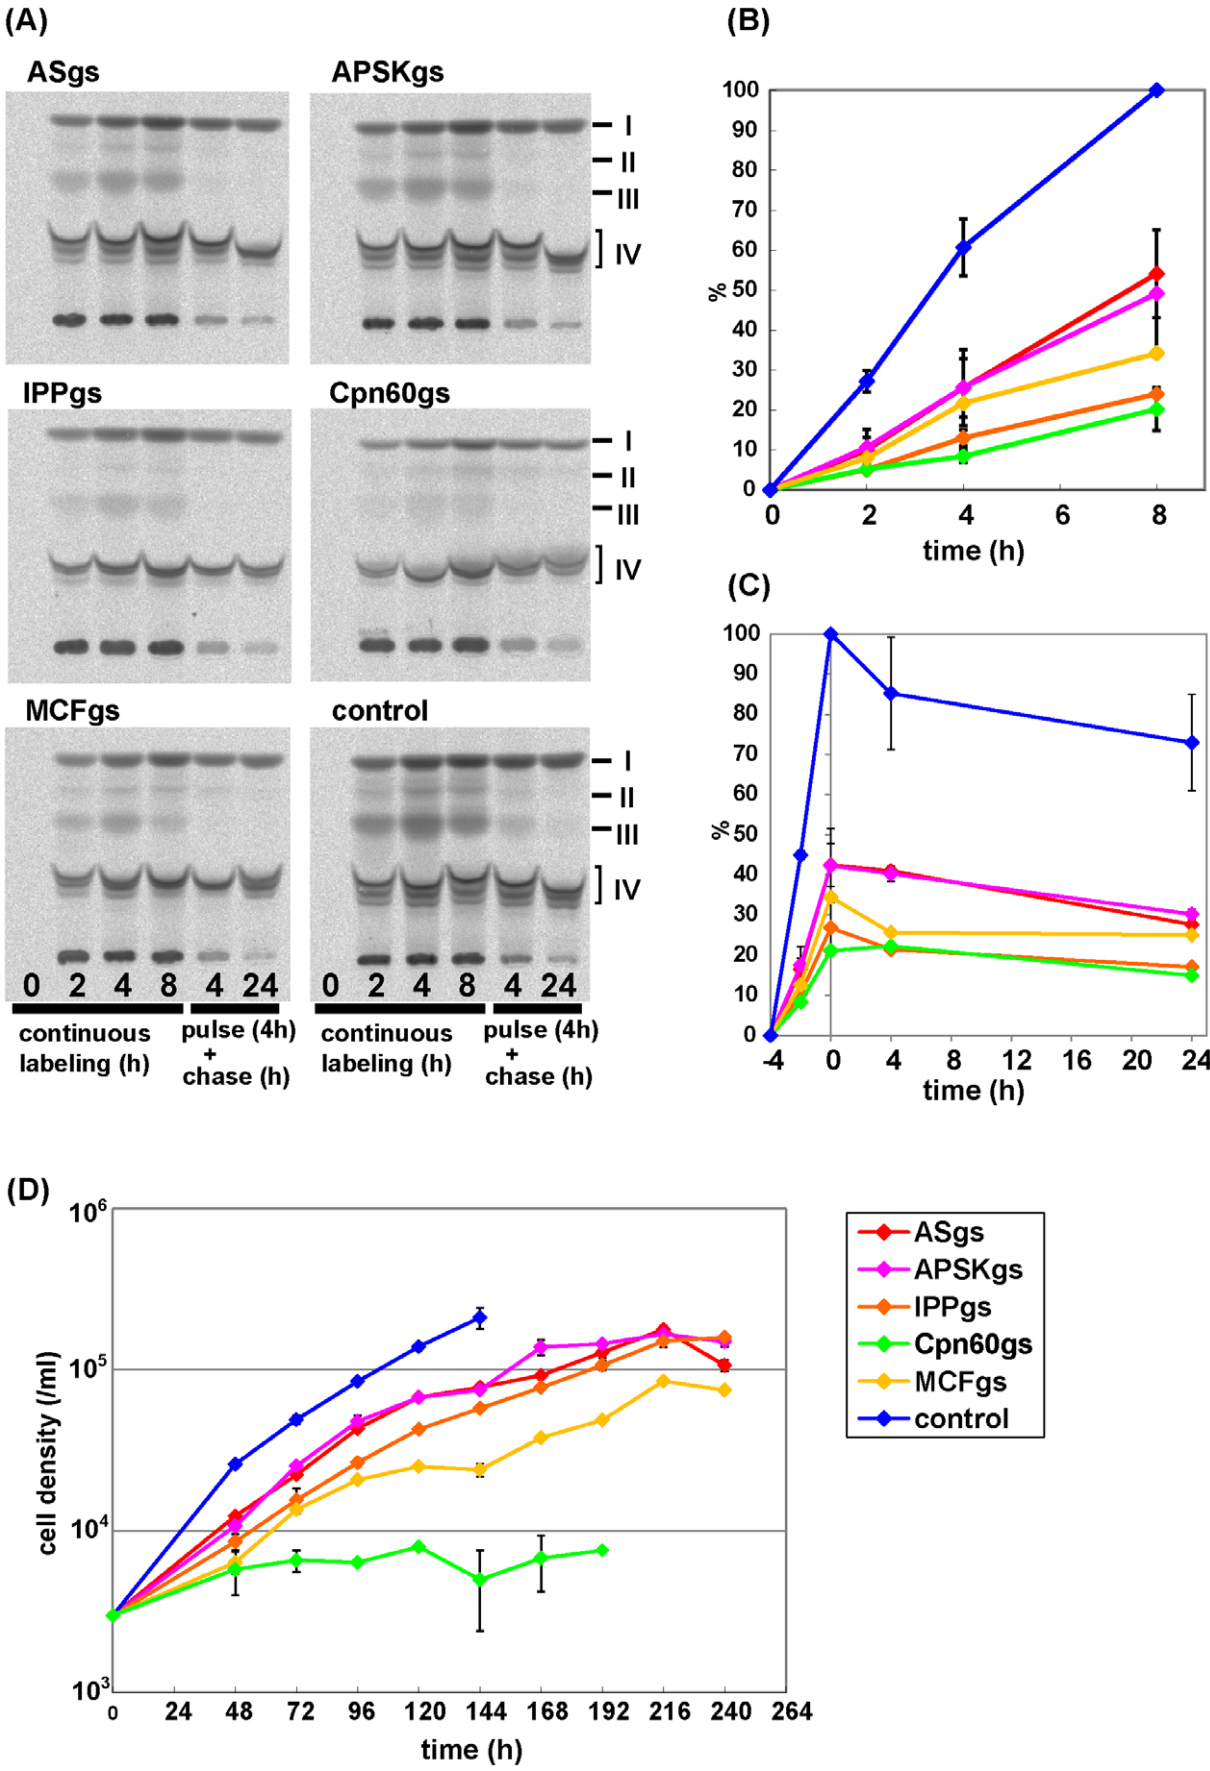 (A)
ASgs APSKgs
I
II
III
IV
IPPgs Cpn60gs
I
II
III
IV
MCFgs control
I
II
III
IV
0 2 4 8 4 24 0 2 4 8 4 24
continuous labeling (h)
pulse (4h)
+
chase (h)
continuous labeling (h)
pulse (4h)
+
chase (h)
(B)
100
90
80
70
60
50
40
30
20
10
0
%
0 2 4 6 8
time (h)
(C)
100
90
80
70
60
50
40
30
20
10
0
%
-4 0 4 8 12 16 20 24
time (h)
(D)
10^6
10^5
10^4
10^3
cell density (/ml)
0 24 48 72 96 120 144 168 192 216 240 264
time (h)
ASgs
APSKgs
IPPgs
Cpn60gs
MCFgs
control